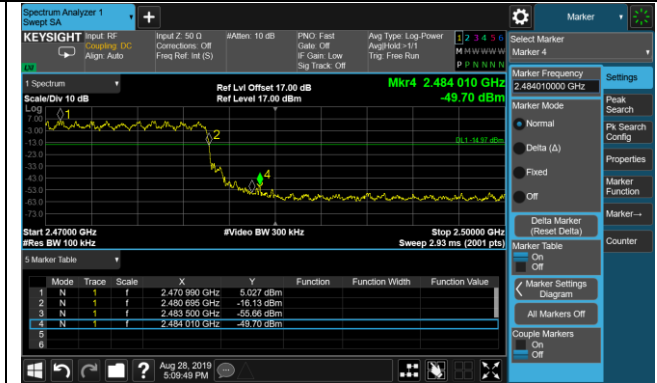 Spectrum Analyzer 1
Swept SA
Marker
KEYSIGHT
Input: RF
Coupling: DC
Align: Auto
Input Z: 50 Ω
Corrections: Off
Freq Ref: Int (S)
#Atten: 10 dB
PNO: Fast
Gate: Off
IF Gain: Low
Sig Track: Off
Avg Type: Log-Power
Avg|Hold:>1/1
Trig: Free Run
1 2 3 4 5 6
M M W W W W
P P N N N N
Select Marker
Marker 4
1 Spectrum
Scale/Div 10 dB
Ref Lvl Offset 17.00 dB
Ref Level 17.00 dBm
Mkr4 2.484 010 GHz
-49.70 dBm
Log
7.00
-3.00
-13.0
-23.0
-33.0
-43.0
-53.0
-63.0
-73.0
1
2
4
DL1 -14.97 dBm
Start 2.47000 GHz
#Res BW 100 kHz
#Video BW 300 kHz
Stop 2.50000 GHz
Sweep 2.93 ms (2001 pts)
Marker Frequency
2.484010000 GHz
Marker Mode
Normal
Delta (Δ)
Fixed
Off
Delta Marker
(Reset Delta)
Marker Table
On
Off
Marker Settings
Diagram
All Markers Off
Couple Markers
On
Off
Settings
Peak
Search
Pk Search
Config
Properties
Marker
Function
Marker→
Counter
5 Marker Table
Mode Trace Scale X Y Function Function Width Function Value
1 N 1 f 2.470 990 GHz 5.027 dBm
2 N 1 f 2.480 695 GHz -16.13 dBm
3 N 1 f 2.483 500 GHz -55.66 dBm
4 N 1 f 2.484 010 GHz -49.70 dBm
5
6
?
Aug 28, 2019
5:09:49 PM